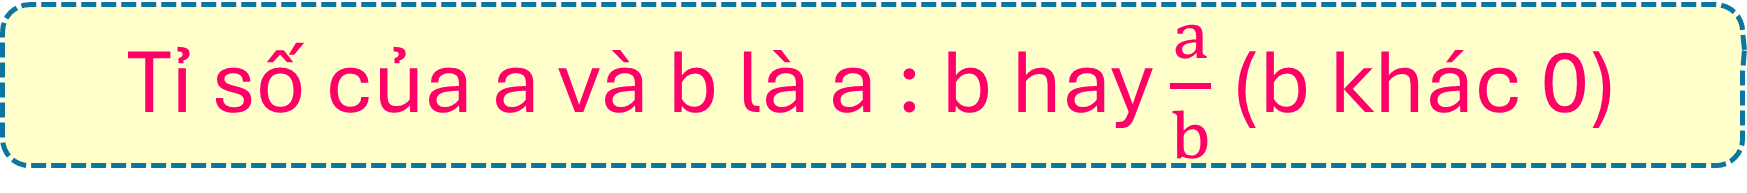 Tỉ số của a và b là a : b hay a/b (b khác 0)